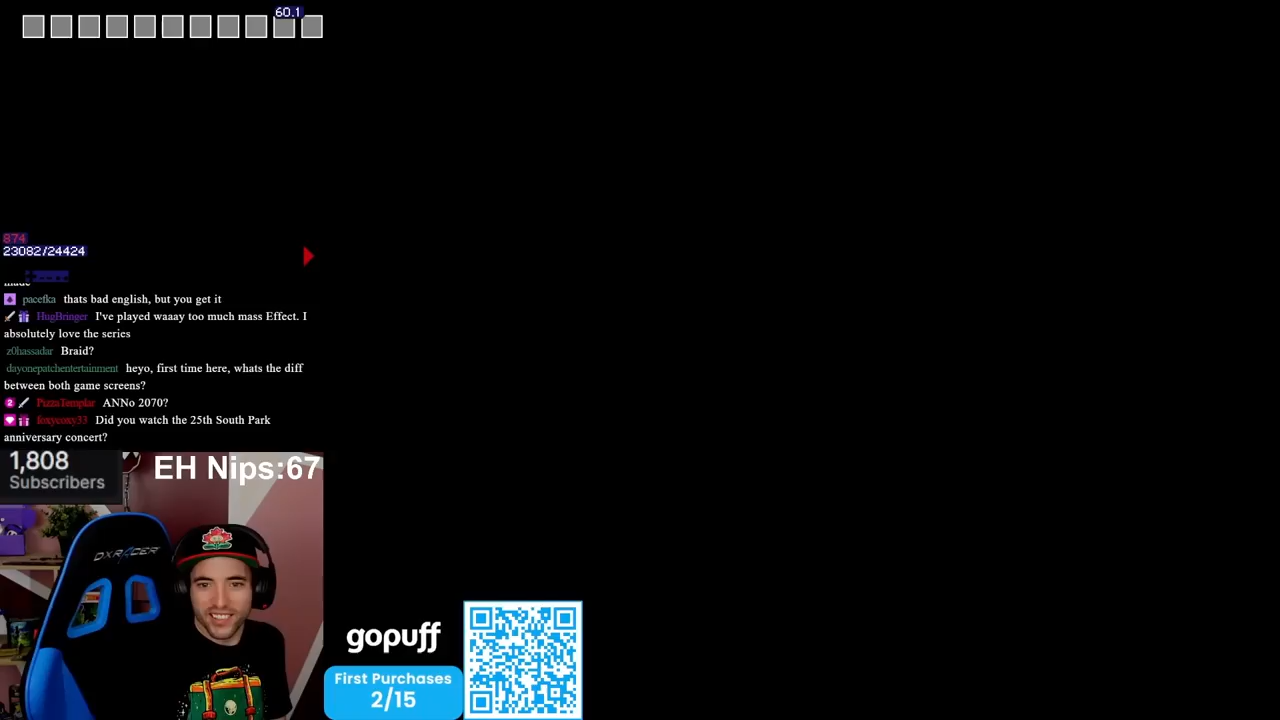 60.1
874
23082/24424
made
pacefka thats bad english, but you get it
HugBringer I've played waaay too much mass Effect. I
absolutely love the series
z0hassadar Braid?
dayonepatchentertainment heyo, first time here, whats the diff
between both game screens?
2 PizzaTemplar ANNo 2070?
foxycoxy33 Did you watch the 25th South Park
anniversary concert?
1,808
Subscribers
EH Nips:67
DXRACER
gopuff
First Purchases
2/15